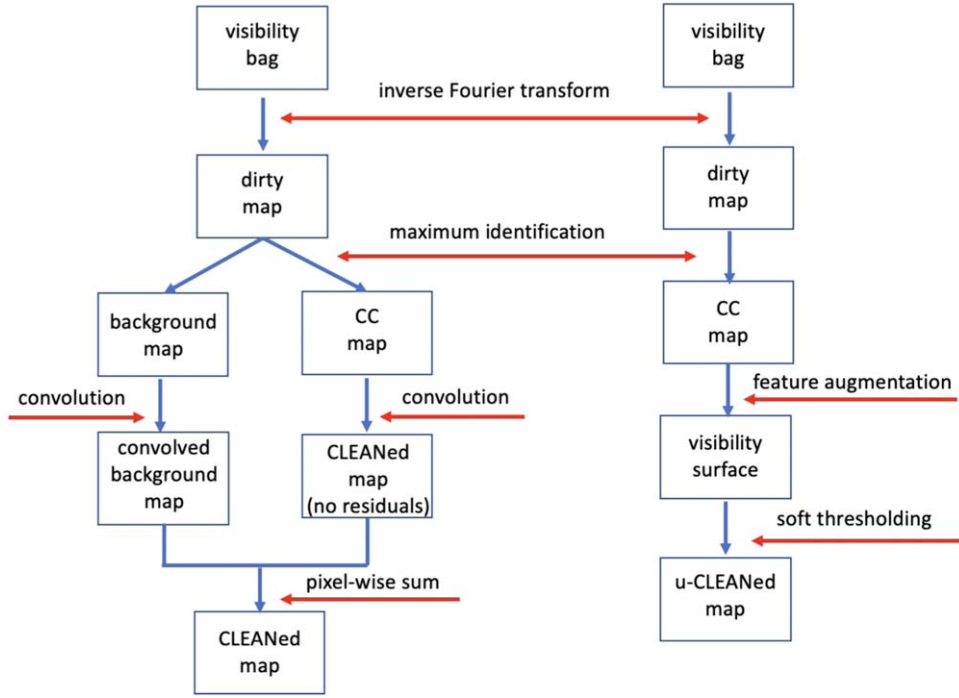 visibility
bag
visibility
bag
inverse Fourier transform
dirty
map
dirty
map
maximum identification
background
map
CC
map
CC
map
convolution
convolution
feature augmentation
convolved
background
map
CLEANed
map
(no residuals)
visibility
surface
soft thresholding
pixel-wise sum
u-CLEANed
map
CLEANed
map